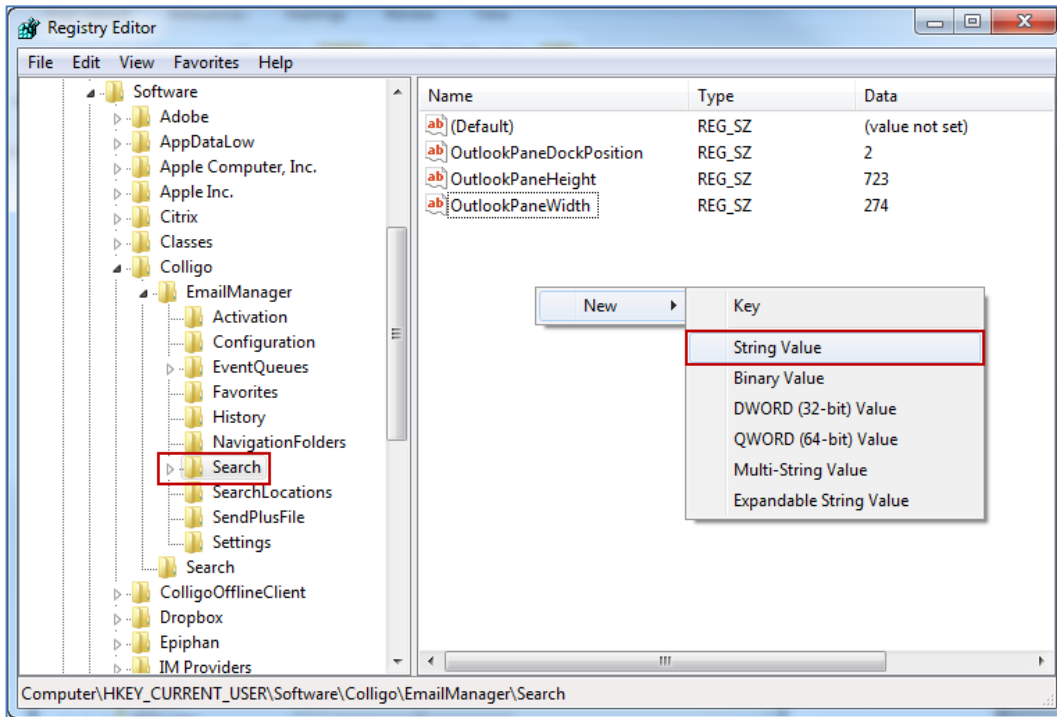 Registry Editor
File Edit View Favorites Help
Software
Adobe
AppDataLow
Apple Computer, Inc.
Apple Inc.
Citrix
Classes
Colligo
EmailManager
Activation
Configuration
EventQueues
Favorites
History
NavigationFolders
Search
SearchLocations
SendPlusFile
Settings
Search
ColligoOfflineClient
Dropbox
Epiphan
IM Providers
Name Type Data
ab (Default) REG_SZ (value not set)
ab OutlookPaneDockPosition REG_SZ 2
ab OutlookPaneHeight REG_SZ 723
ab OutlookPaneWidth REG_SZ 274
New
Key
String Value
Binary Value
DWORD (32-bit) Value
QWORD (64-bit) Value
Multi-String Value
Expandable String Value
Computer\HKEY_CURRENT_USER\Software\Colligo\EmailManager\Search